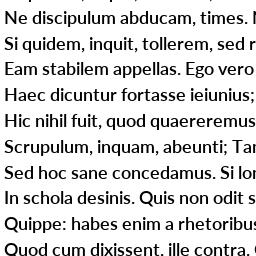 Ne discipulum abducam, times.
Si quidem, inquit, tollerem, sed
Eam stabilem appellas. Ego vero
Haec dicuntur fortasse ieiunius;
Hic nihil fuit, quod quaereremus
Scrupulum, inquam, abeunti;
Sed hoc sane concedamus. Si
In schola desinis. Quis non odit
Quippe: habes enim a rhetoribus
Quod cum dixissent, ille contra.